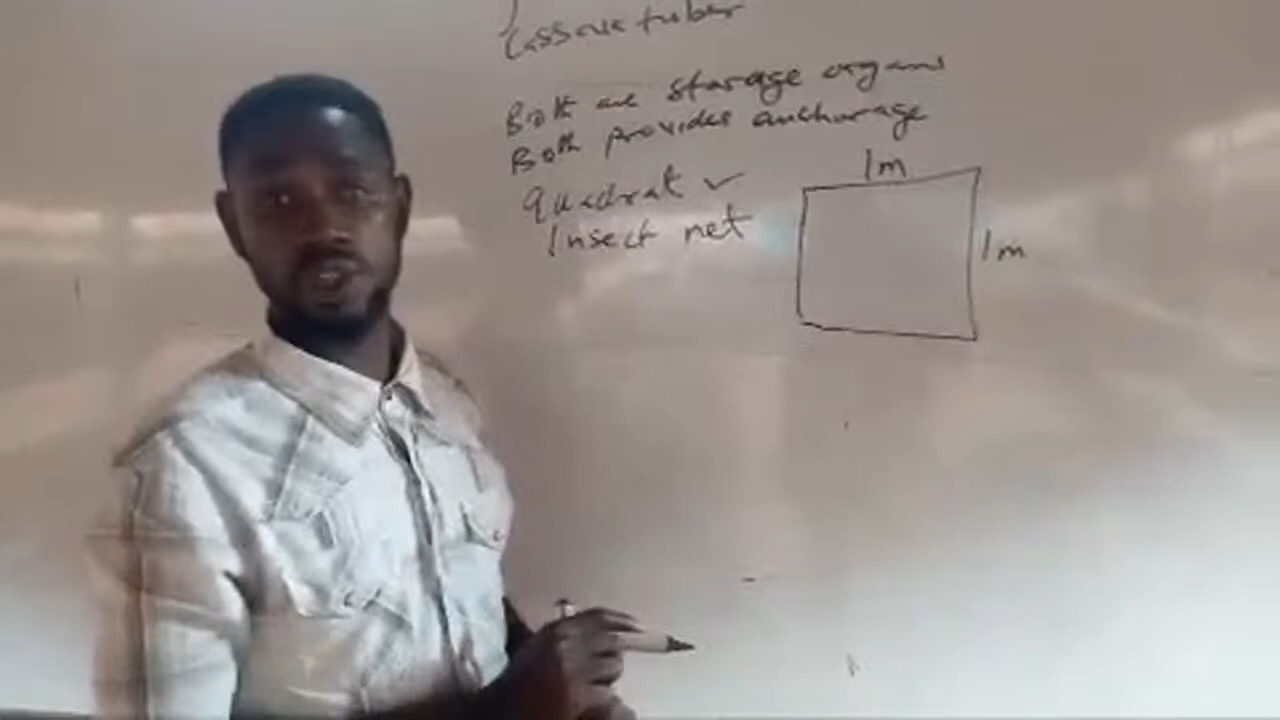 Cassava tuber
Both are storage organs
Both provides anchorage
Quadrat ✓
Insect net
1m
1m